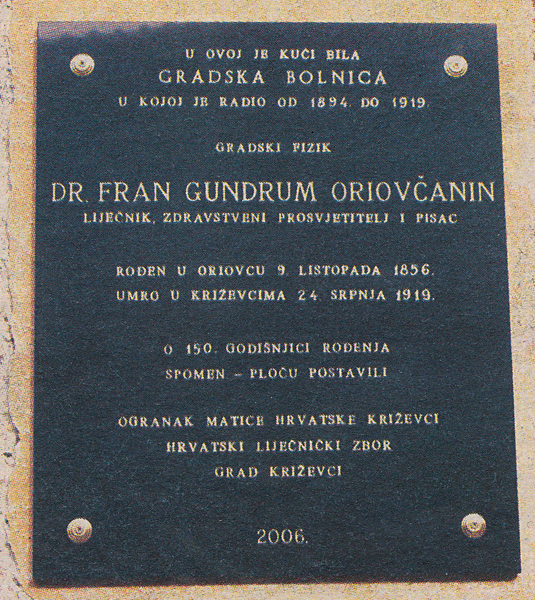 U OVOJ JE KUĆI BILA
GRADSKA BOLNICA
U KOJOJ JE RADIO OD 1894. DO 1919.
GRADSKI FIZIK
DR. FRAN GUNDRUM ORIOVČANIN
LIJEČNIK, ZDRAVSTVENI PROSVJETITELJ I PISAC
ROĐEN U ORIOVCU 9. LISTOPADA 1856.
UMRO U KRIŽEVCIMA 24. SRPNJA 1919.
O 150. GODIŠNJICI ROĐENJA
SPOMEN - PLOČU POSTAVILI
OGRANAK MATICE HRVATSKE KRIŽEVCI
HRVATSKI LIJEČNIČKI ZBOR
GRAD KRIŽEVCI
2006.